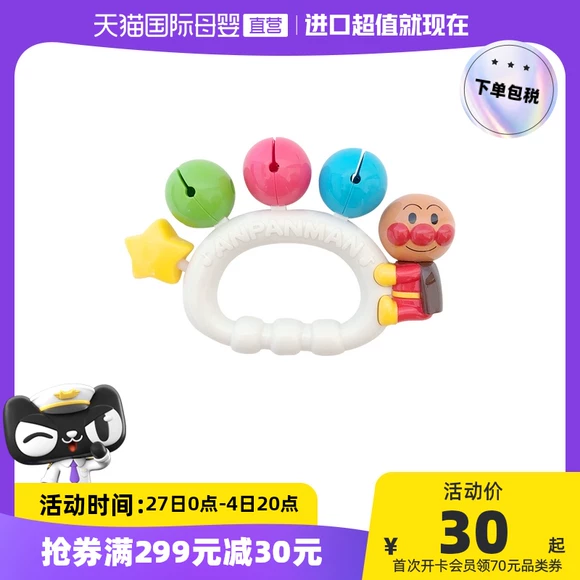 天猫国际母婴 直营 | 进口超值就现在
下单包税
ANPANMAN
活动时间：27日0点-4日20点
抢券满299元减30元
活动价
¥ 30 起
首次开卡会员领70元品类券